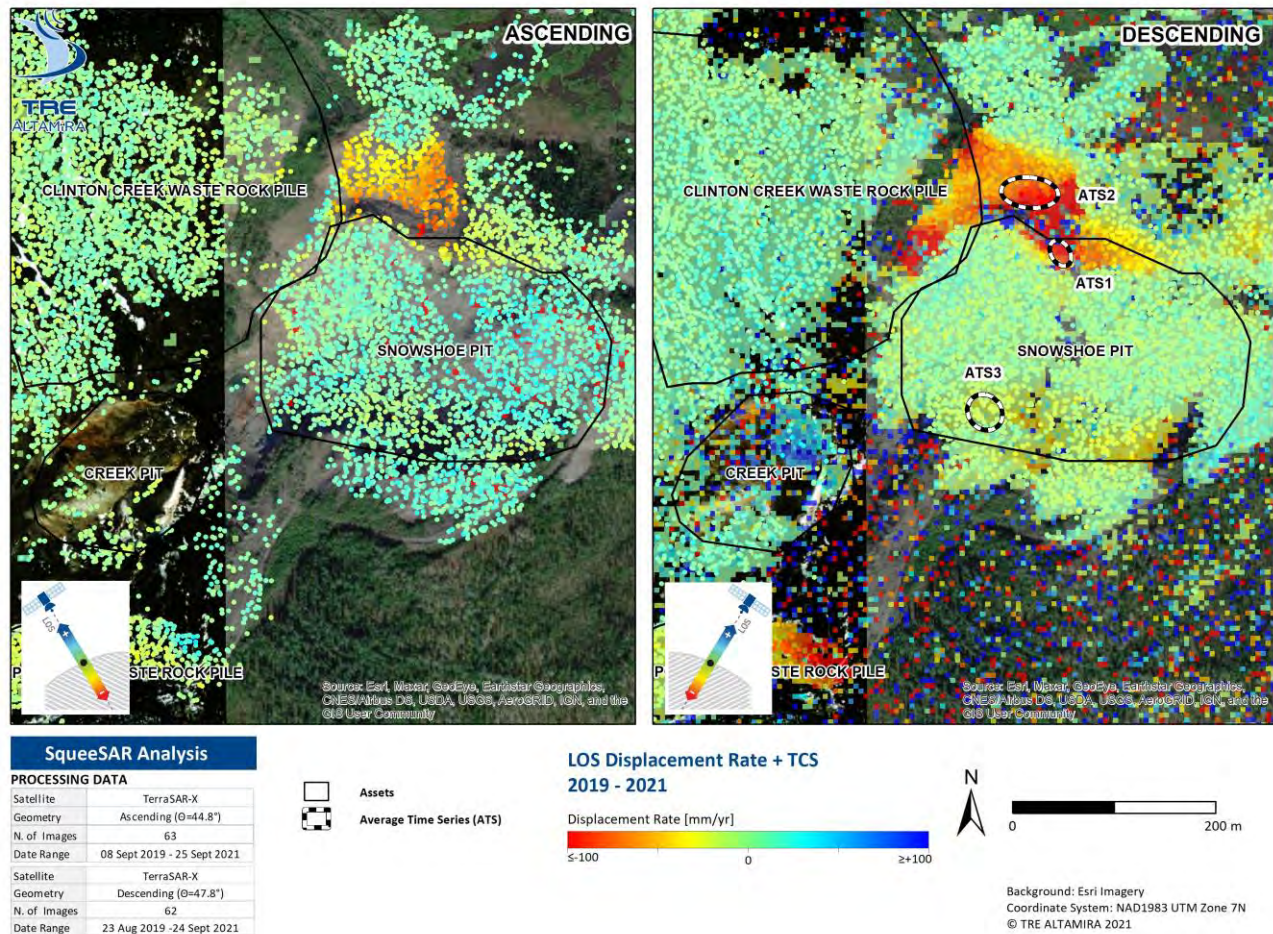 TRE
ALTAMIRA
ASCENDING
CLINTON CREEK WASTE ROCK PILE
SNOWSHOE PIT
CREEK PIT
LOS
P
WASTE ROCK PILE
Source: Esri, Maxar, GeoEye, Earthstar Geographics,
CNES/Airbus DS, USDA, USGS, AeroGRID, IGN, and the
GIS User Community
DESCENDING
CLINTON CREEK WASTE ROCK PILE
ATS2
ATS1
SNOWSHOE PIT
ATS3
CREEK PIT
LOS
P
WASTE ROCK PILE
Source: Esri, Maxar, GeoEye, Earthstar Geographics,
CNES/Airbus DS, USDA, USGS, AeroGRID, IGN, and the
GIS User Community
SqueeSAR Analysis
PROCESSING DATA
Satellite TerraSAR-X
Geometry Ascending (Θ=44.8°)
N. of Images 63
Date Range 08 Sept 2019 - 25 Sept 2021
Satellite TerraSAR-X
Geometry Descending (Θ=47.8°)
N. of Images 62
Date Range 23 Aug 2019 -24 Sept 2021
Assets
Average Time Series (ATS)
LOS Displacement Rate + TCS
2019 - 2021
Displacement Rate [mm/yr]
≤-100 0 ≥+100
N
0 200 m
Background: Esri Imagery
Coordinate System: NAD1983 UTM Zone 7N
© TRE ALTAMIRA 2021